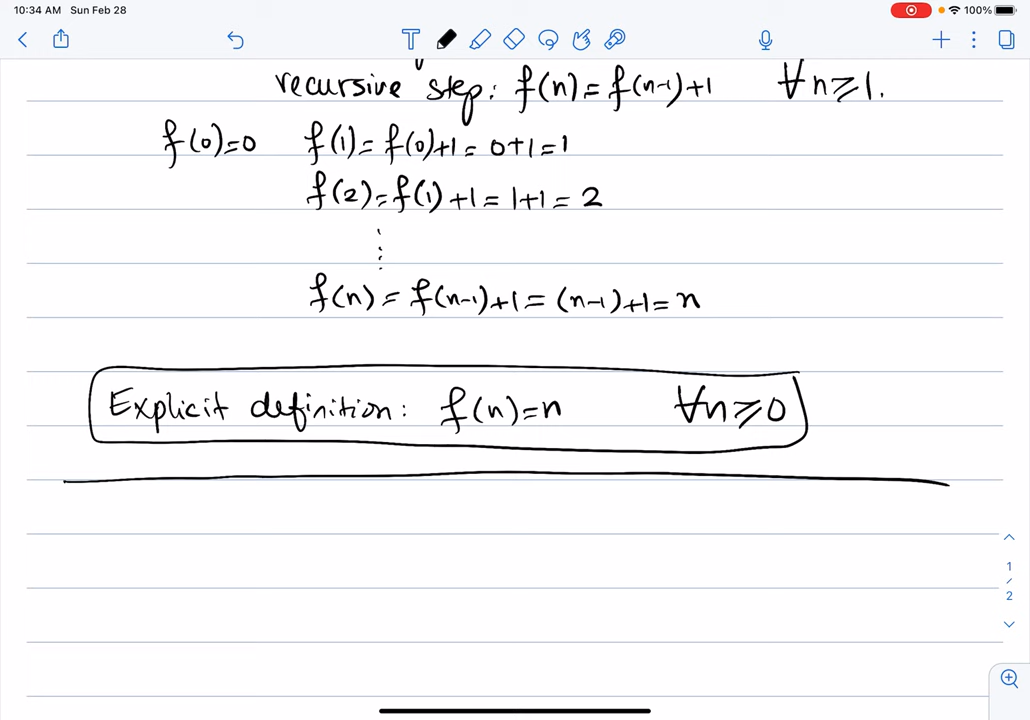 10:34 AM Sun Feb 28 100%
T
recursive step: f(n)=f(n-1)+1 ∀n≥1.
f(0)=0 f(1)=f(0)+1=0+1=1
f(2)=f(1)+1=1+1=2
⋮
f(n)=f(n-1)+1=(n-1)+1=n
Explicit definition: f(n)=n ∀n≥0
1
/
2